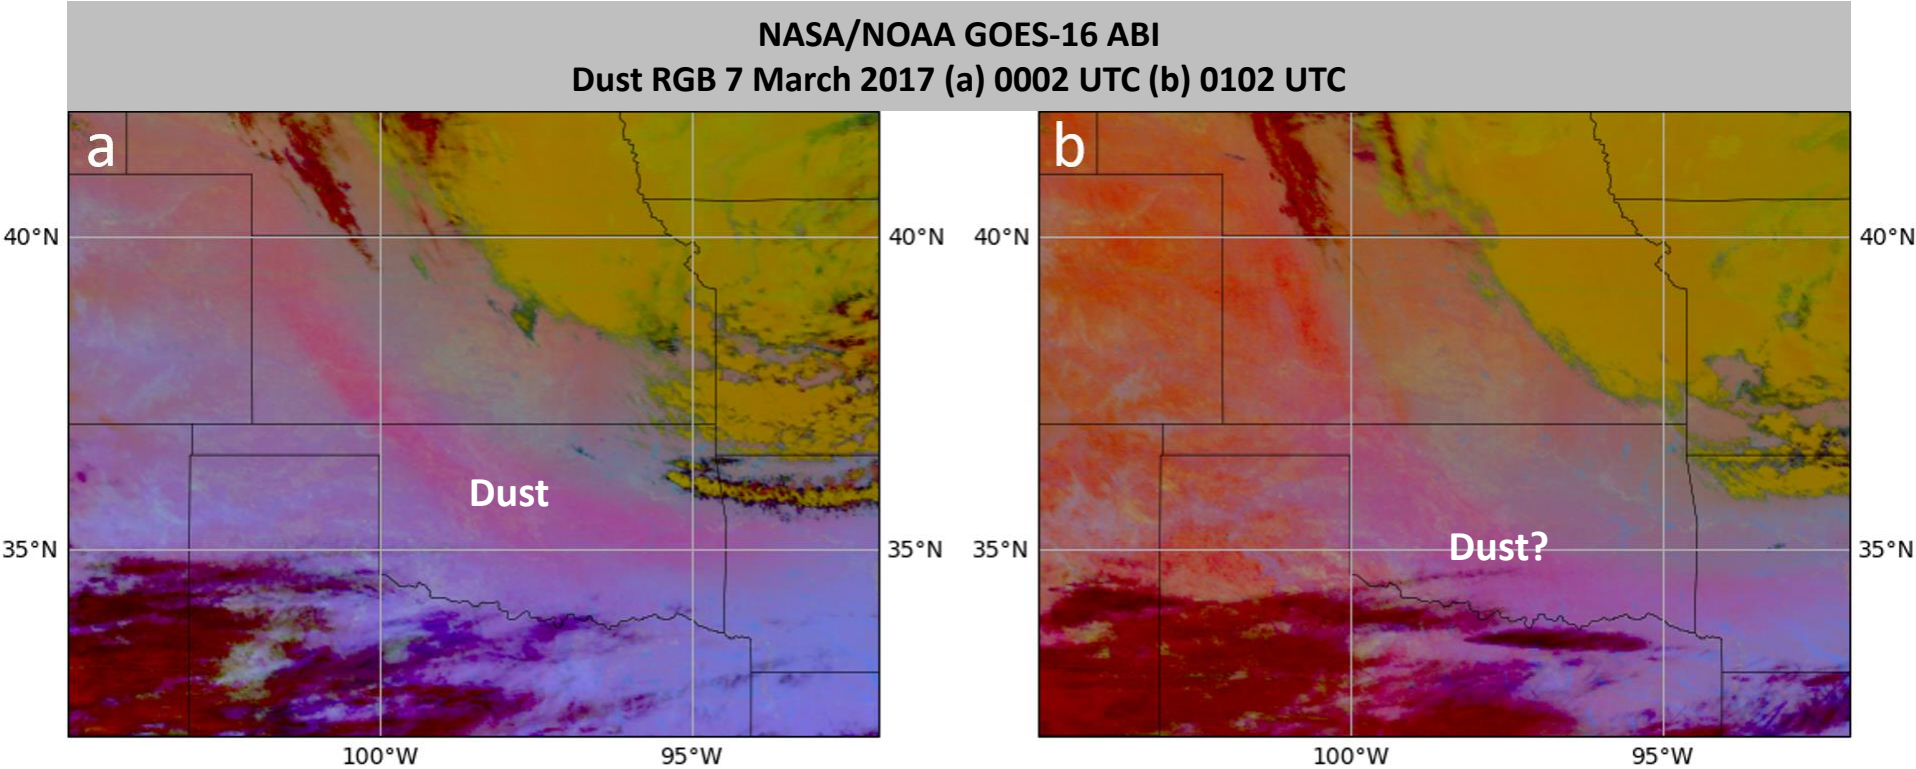 NASA/NOAA GOES-16 ABI
Dust RGB 7 March 2017 (a) 0002 UTC (b) 0102 UTC
a
b
40°N
40°N
40°N
40°N
Dust
Dust?
35°N
35°N
35°N
35°N
100°W
95°W
100°W
95°W